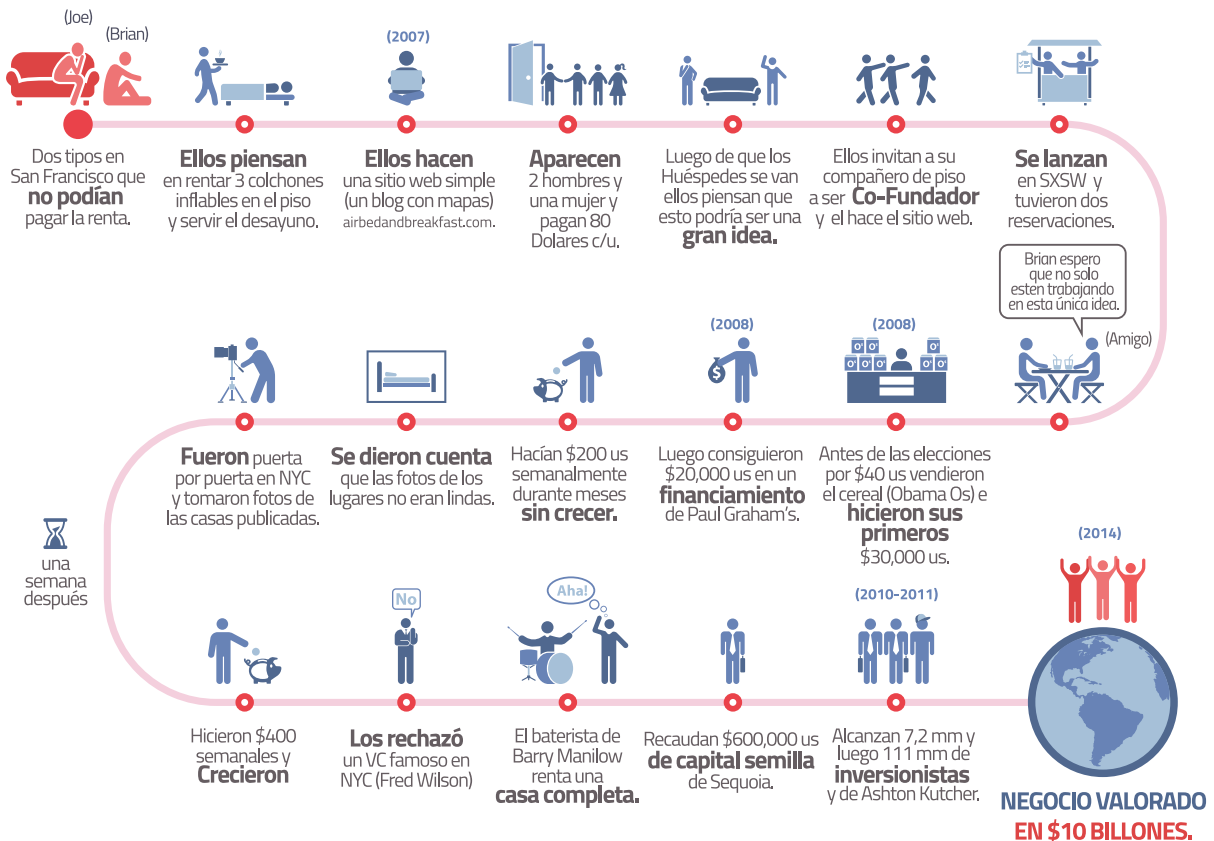 (Joe)
(Brian)
Dos tipos en
San Francisco que
no podían
pagar la renta.
Ellos piensan
en rentar 3 colchones
inflables en el piso
y servir el desayuno.
(2007)
Ellos hacen
una sitio web simple
(un blog con mapas)
airbedandbreakfast.com.
Aparecen
2 hombres y
una mujer y
pagan 80
Dolares c/u.
Luego de que los
Huéspedes se van
ellos piensan que
esto podría ser una
gran idea.
Ellos invitan a su
compañero de piso
a ser Co-Fundador
y el hace el sitio web.
Se lanzan
en SXSW y
tuvieron dos
reservaciones.
Brian espero
que no solo
esten trabajando
en esta única idea.
(Amigo)
(2008)
Antes de las elecciones
por $40 us vendieron
el cereal (Obama Os) e
hicieron sus
primeros
$30,000 us.
O's
O's
O's
O's
O's
O's
(2008)
$
Luego consiguieron
$20,000 us en un
financiamiento
de Paul Graham's.
Hacían $200 us
semanalmente
durante meses
sin crecer.
Se dieron cuenta
que las fotos de los
lugares no eran lindas.
Fueron puerta
por puerta en NYC
y tomaron fotos de
las casas publicadas.
una
semana
después
Hicieron $400
semanales y
Crecieron
No
Los rechazó
un VC famoso en
NYC (Fred Wilson)
Aha!
El baterista de
Barry Manilow
renta una
casa completa.
Recaudan $600,000 us
de capital semilla
de Sequoia.
(2010-2011)
Alcanzan 7,2 mm y
luego 111 mm de
inversionistas
y de Ashton Kutcher.
(2014)
NEGOCIO VALORADO
EN $10 BILLONES.